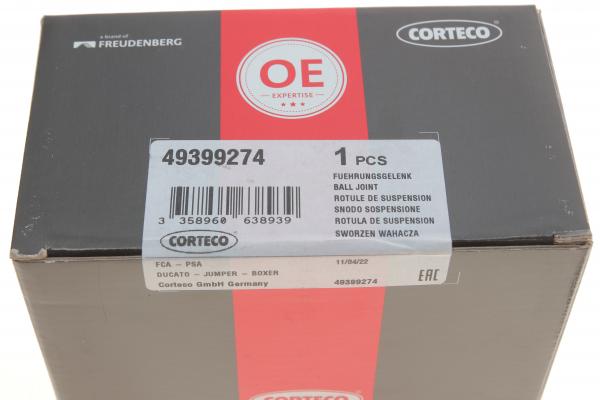 a brand of
FREUDENBERG
CORTECO
OE
EXPERTISE
49399274
1 PCS
FUEHRUNGSGELENK
BALL JOINT
ROTULE DE SUSPENSION
SNODO SOSPENSIONE
ROTULA DE SUSPENSION
SWORZEN WAHACZA
3 358960 638939
CORTECO
FCA - PSA
11/04/22
DUCATO - JUMPER - BOXER
Corteso GmbH Germany
49399274
EAC
CORTECO